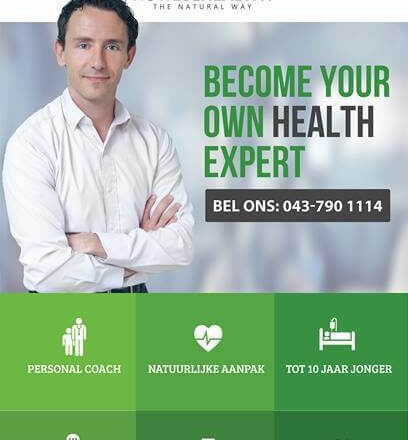 THE NATURAL WAY
BECOME YOUR
OWN HEALTH
EXPERT
BEL ONS: 043-790 1114
PERSONAL COACH
NATUURLIJKE AANPAK
TOT 10 JAAR JONGER